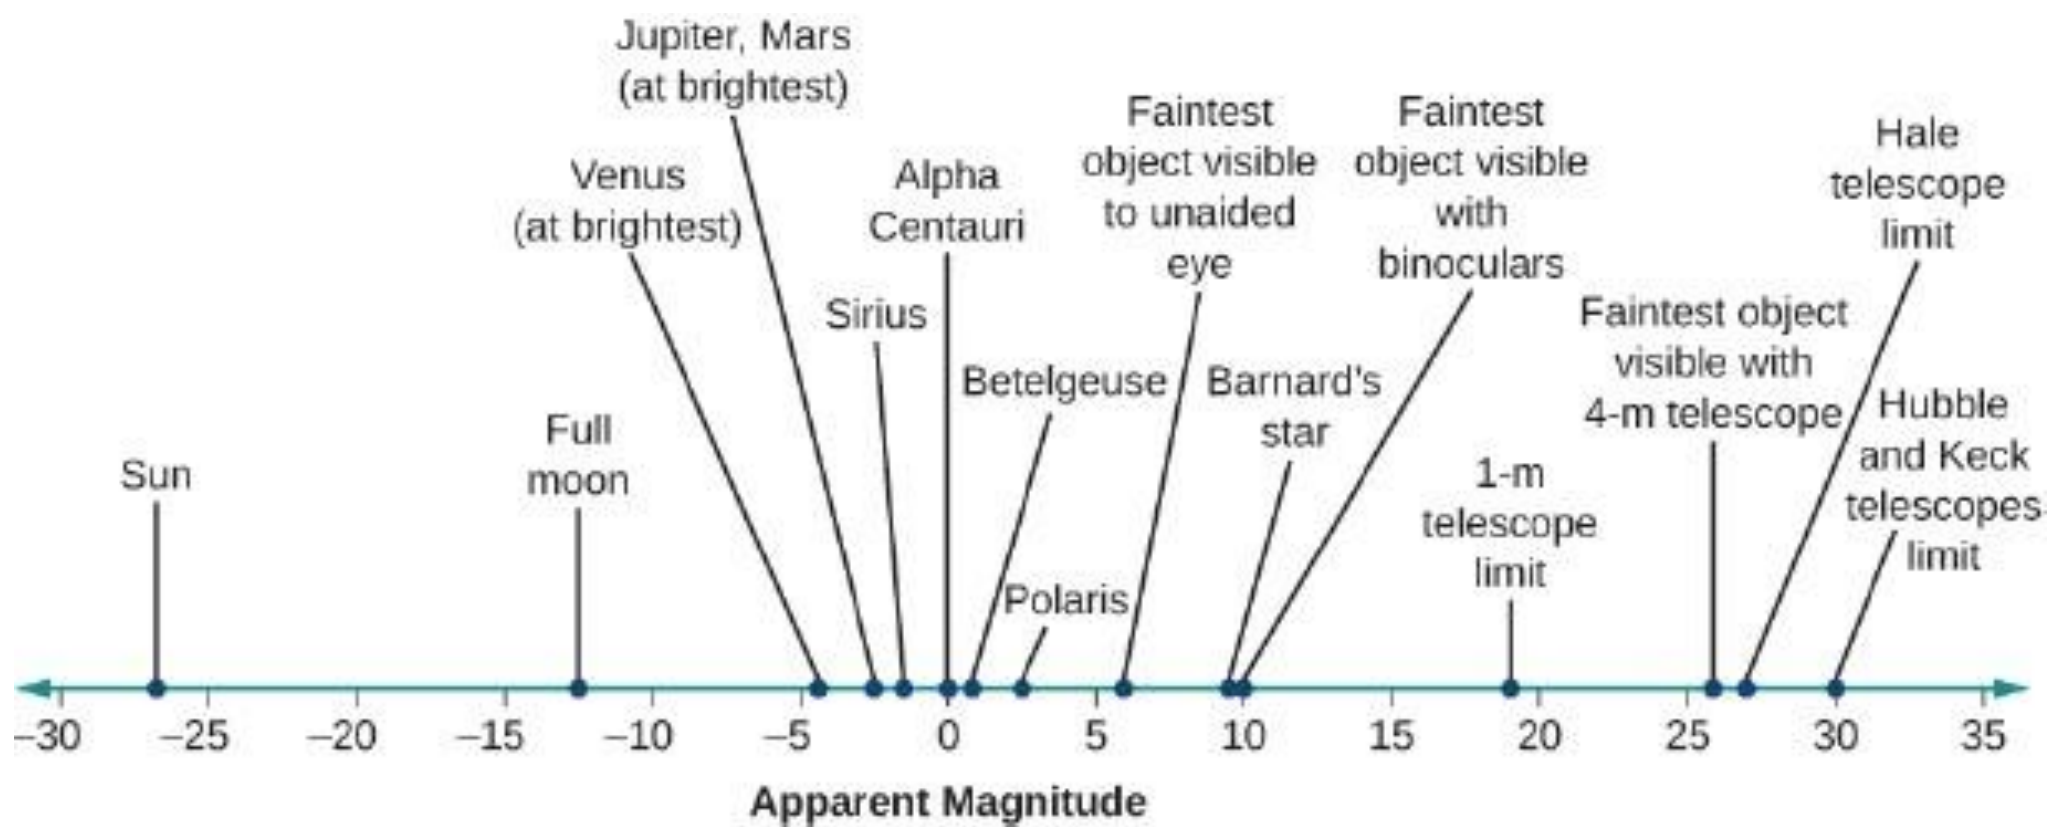 Jupiter, Mars
(at brightest)
Venus
(at brightest)
Alpha
Centauri
Faintest
object visible
to unaided
eye
Faintest
object visible
with
binoculars
Hale
telescope
limit
Sirius
Faintest object
visible with
4-m telescope
Betelgeuse
Barnard's
star
Hubble
and Keck
telescopes
limit
Full
moon
Sun
1-m
telescope
limit
Polaris
–30 –25 –20 –15 –10 –5 0 5 10 15 20 25 30 35
Apparent Magnitude